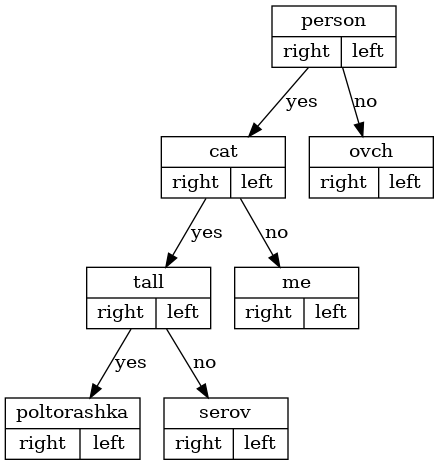 person
right left
yes no
cat ovch
right left right left
yes no
tall me
right left right left
yes no
poltorashka serov
right left right left